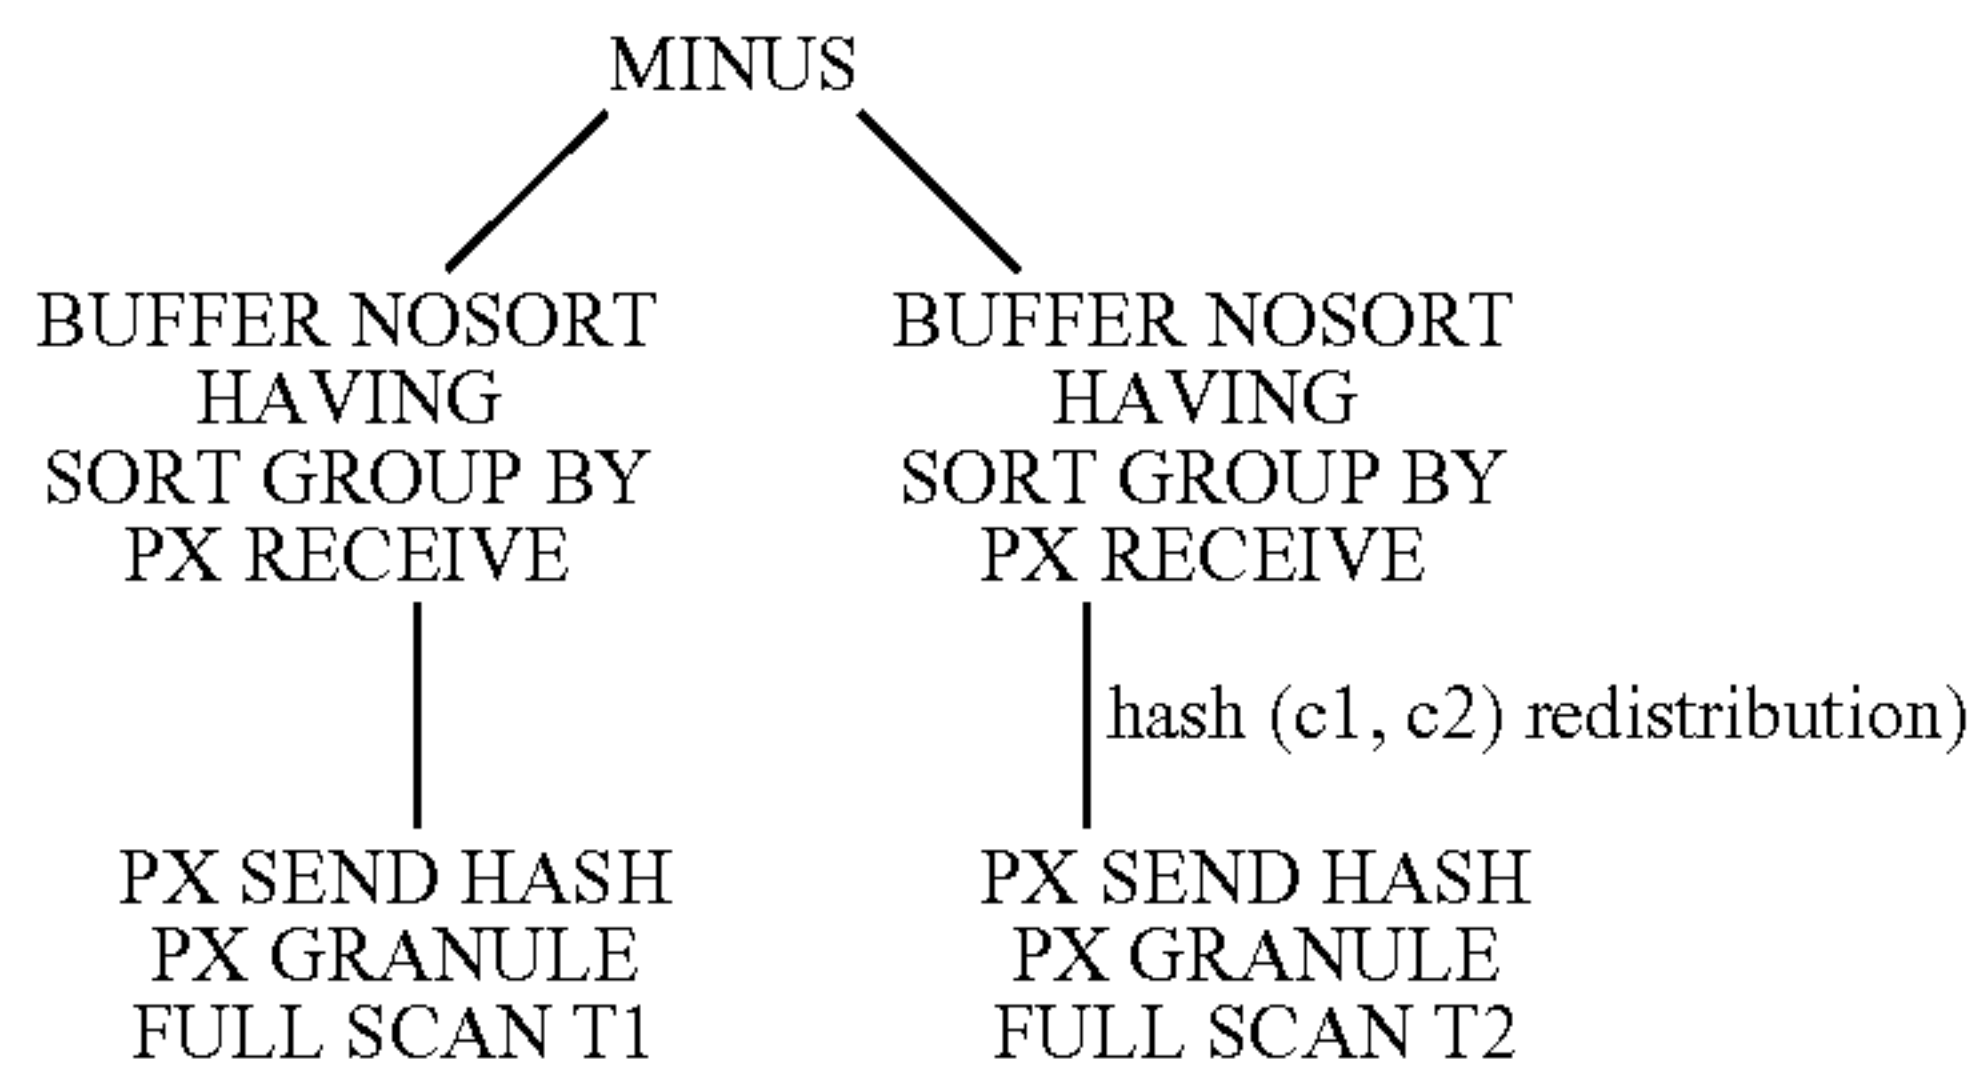 MINUS
BUFFER NOSORT
HAVING
SORT GROUP BY
PX RECEIVE
BUFFER NOSORT
HAVING
SORT GROUP BY
PX RECEIVE
hash (c1, c2) redistribution)
PX SEND HASH
PX GRANULE
FULL SCAN T1
PX SEND HASH
PX GRANULE
FULL SCAN T2